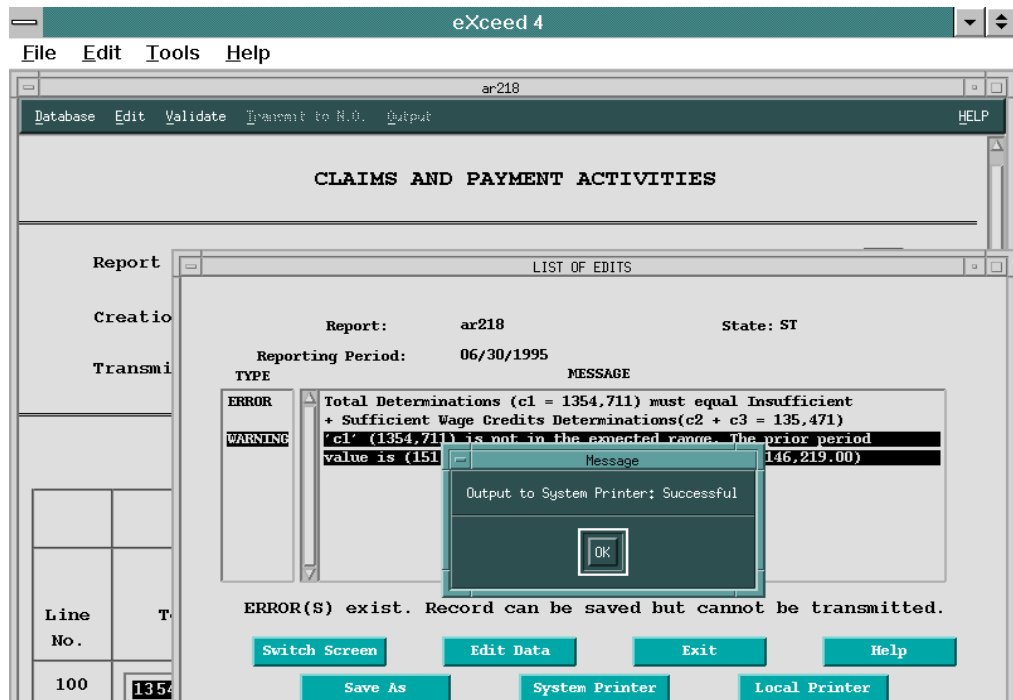 eXceed 4
File Edit Tools Help
ar218
Database Edit Validate Transmit to N.O. Output HELP
CLAIMS AND PAYMENT ACTIVITIES
Report
LIST OF EDITS
Creatio
Report: ar218 State: ST
Transmi
Reporting Period: 06/30/1995
TYPE MESSAGE
ERROR Total Determinations (c1 = 1354,711) must equal Insufficient
+ Sufficient Wage Credits Determinations(c2 + c3 = 135,471)
WARNING 'c1' (1354,711) is not in the expected range. The prior period
value is (151 146,219.00)
Message
Output to System Printer: Successful
OK
ERROR(S) exist. Record can be saved but cannot be transmitted.
Line
No.
Switch Screen Edit Data Exit Help
100 1354
Save As System Printer Local Printer